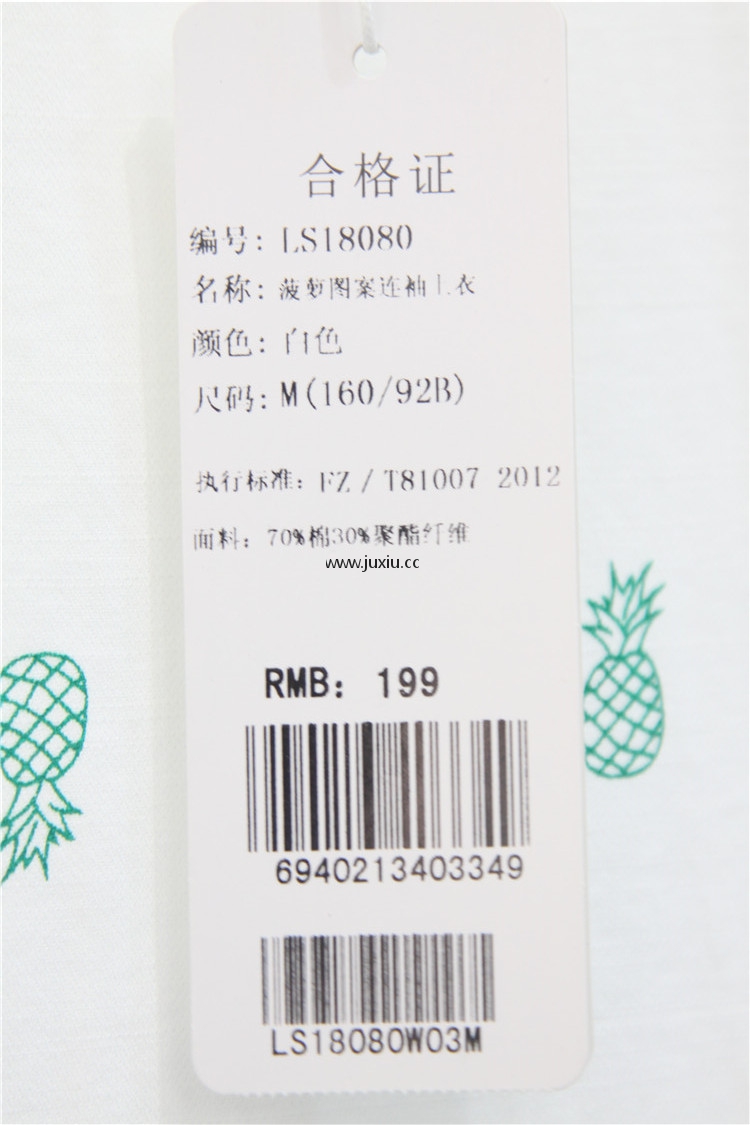 合格证
编号: LS18080
名称: 菠萝图案连袖上衣
颜色: 白色
尺码: M(160/92B)
执行标准: FZ/T81007 2012
面料: 70%棉30%聚酯纤维
www.juxiu.cc
RMB: 199
6940213403349
LS18080W03M